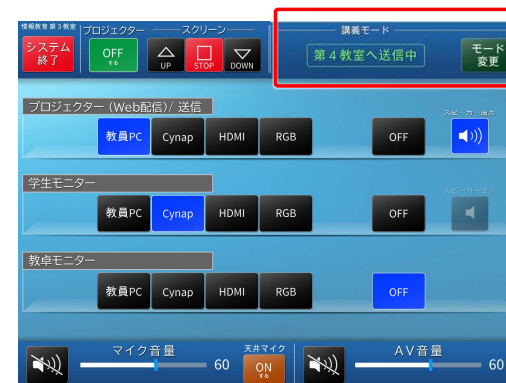 情報教育 第3教室
プロジェクター
スクリーン
講義モード
システム
終了
OFF
する
UP
STOP
DOWN
第4教室へ送信中
モード
変更
プロジェクター (Web配信)/ 送信
スピーカー出力
教員PC
Cynap
HDMI
RGB
OFF
学生モニター
スピーカー出力
教員PC
Cynap
HDMI
RGB
OFF
教卓モニター
教員PC
Cynap
HDMI
RGB
OFF
マイク音量
60
天井マイク
ON
する
AV音量
60